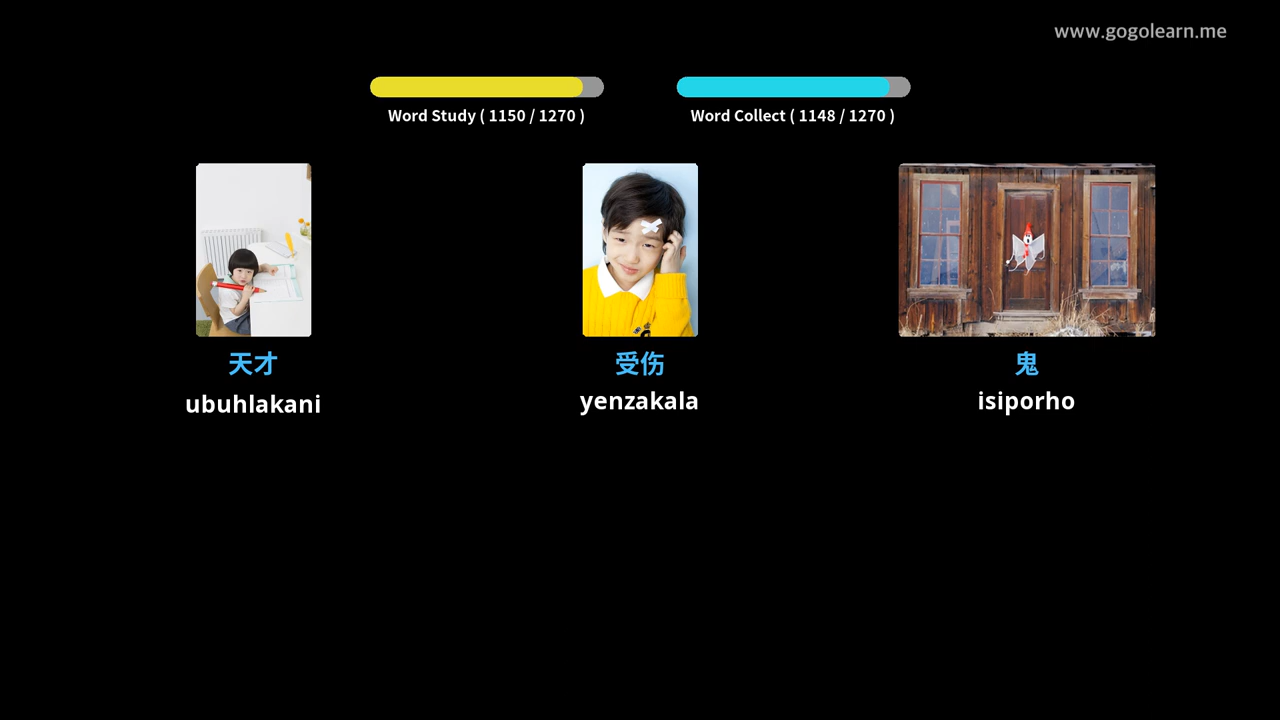 www.gogolearn.me
Word Study ( 1150 / 1270 )
Word Collect ( 1148 / 1270 )
天才
ubuhlakani
受伤
yenzakala
鬼
isiporho